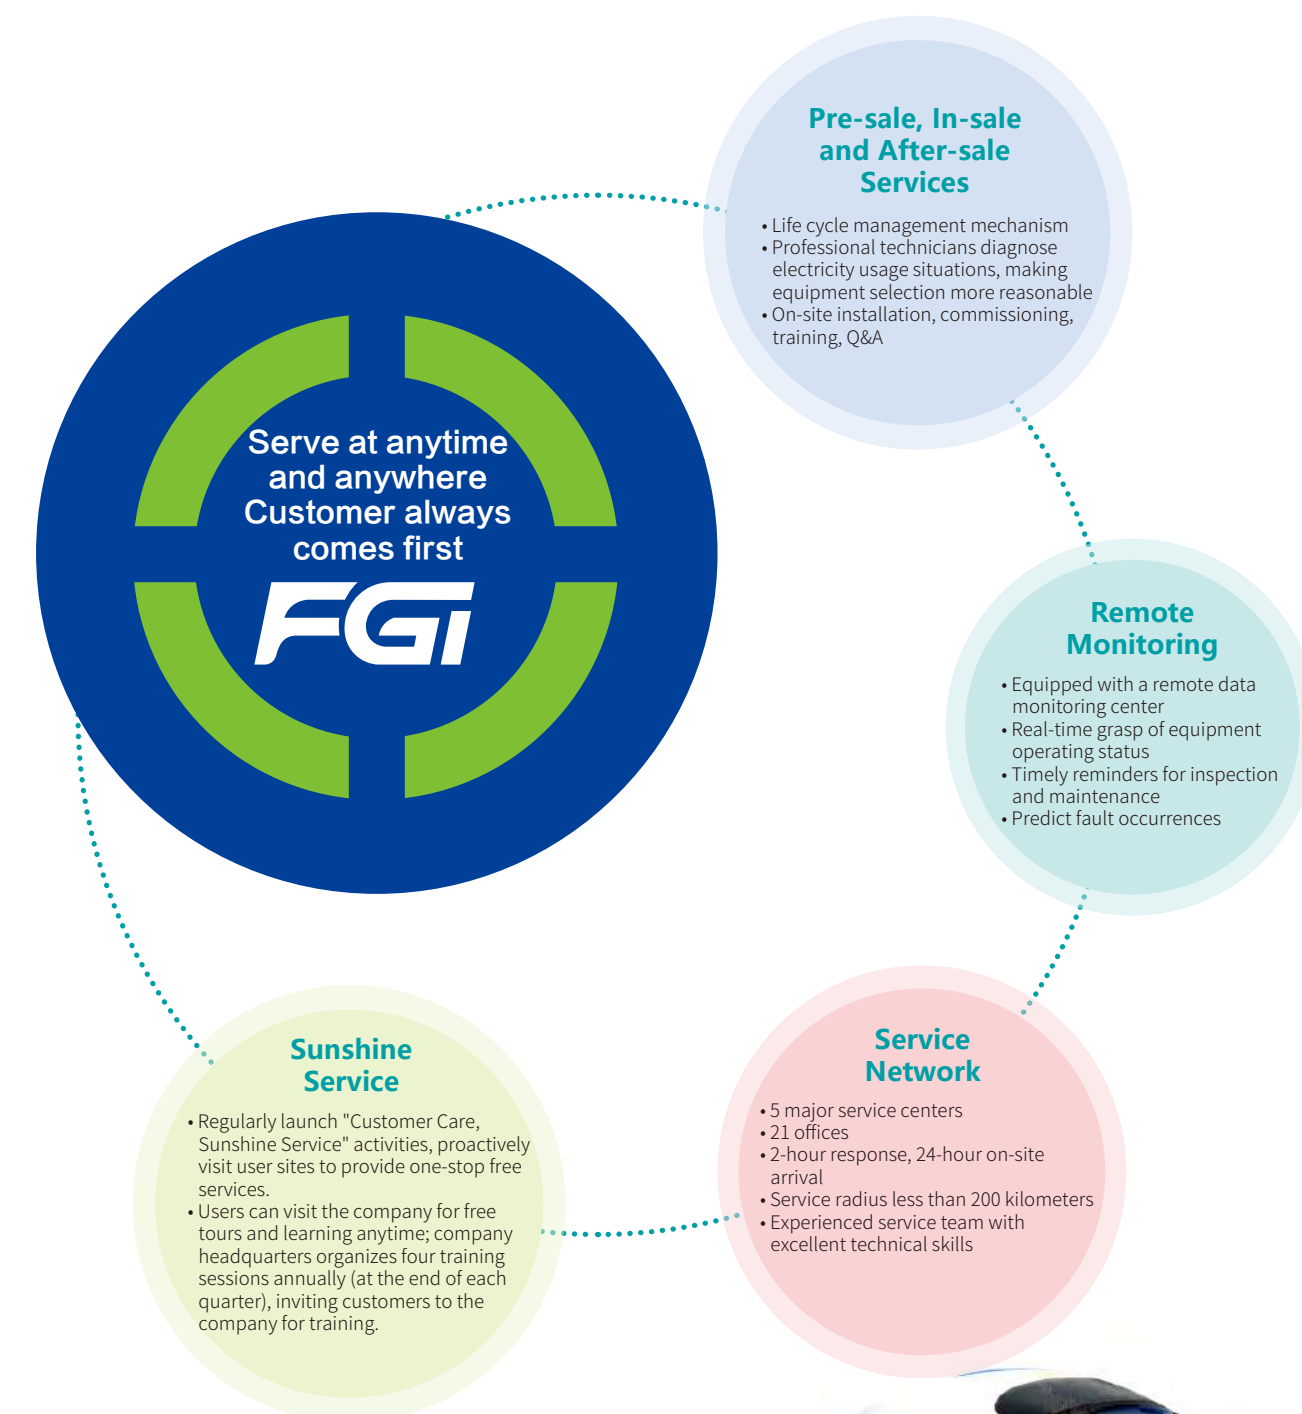 Serve at anytime
and anywhere
Customer always
comes first
FGI
Pre-sale, In-sale
and After-sale
Services
• Life cycle management mechanism
• Professional technicians diagnose
electricity usage situations, making
equipment selection more reasonable
• On-site installation, commissioning,
training, Q&A
Remote
Monitoring
• Equipped with a remote data
monitoring center
• Real-time grasp of equipment
operating status
• Timely reminders for inspection
and maintenance
• Predict fault occurrences
Service
Network
• 5 major service centers
• 21 offices
• 2-hour response, 24-hour on-site
arrival
• Service radius less than 200 kilometers
• Experienced service team with
excellent technical skills
Sunshine
Service
• Regularly launch "Customer Care,
Sunshine Service" activities, proactively
visit user sites to provide one-stop free
services.
• Users can visit the company for free
tours and learning anytime; company
headquarters organizes four training
sessions annually (at the end of each
quarter), inviting customers to the
company for training.